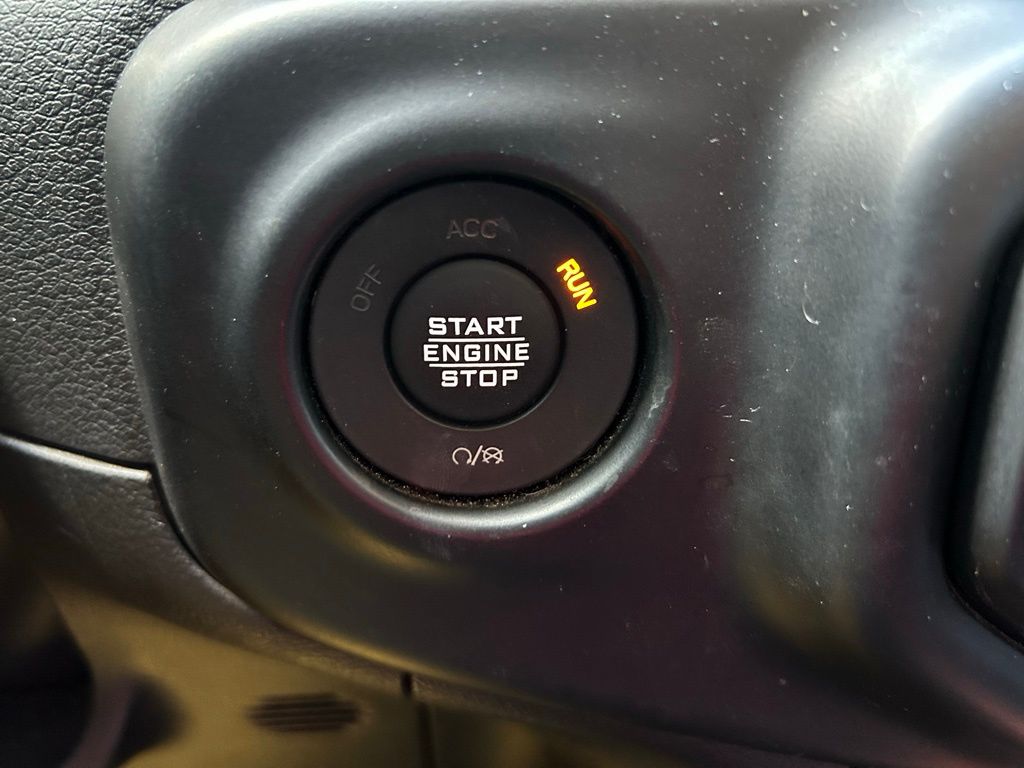 ACC
OFF
RUN
START
ENGINE
STOP